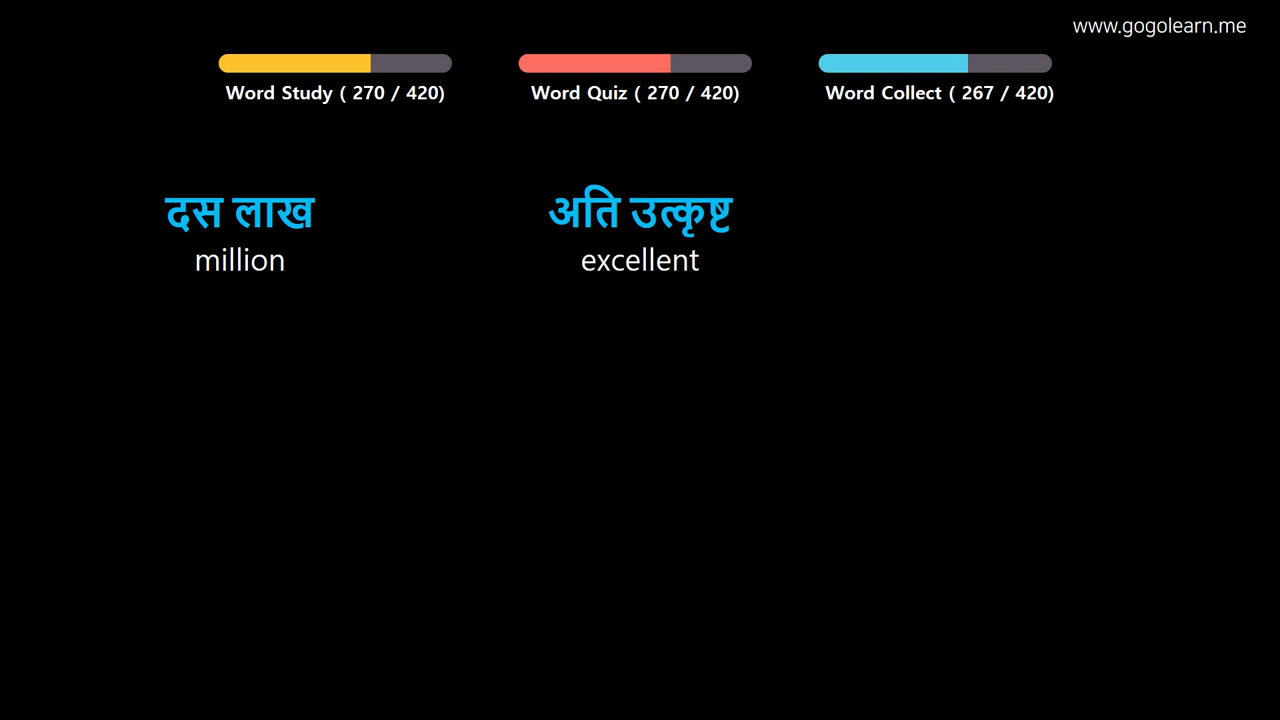 www.gogolearn.me
Word Study ( 270 / 420)
Word Quiz ( 270 / 420)
Word Collect ( 267 / 420)
दस लाख
million
अति उत्कृष्ट
excellent